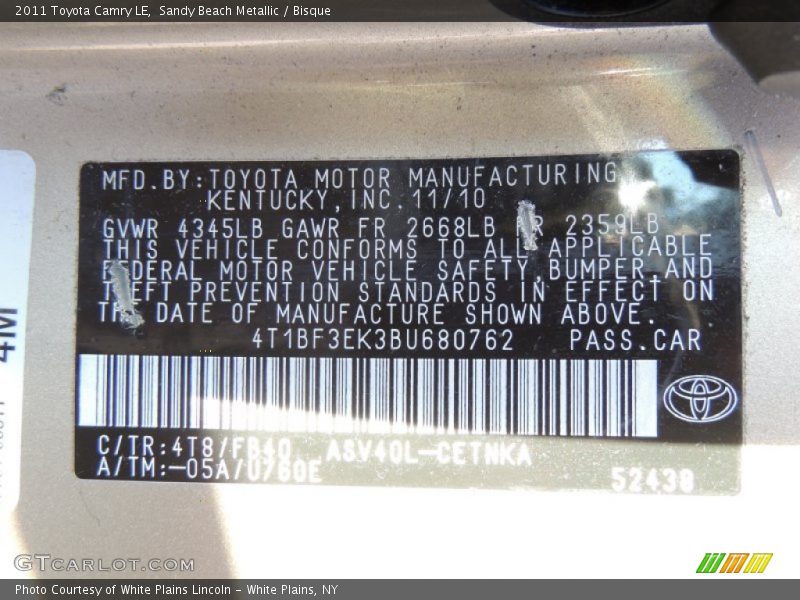 2011 Toyota Camry LE, Sandy Beach Metallic / Bisque
MFD.BY:TOYOTA MOTOR MANUFACTURING
KENTUCKY,INC. 11/10
GVWR 4345LB GAWR FR 2668LB RR 2359LB
THIS VEHICLE CONFORMS TO ALL APPLICABLE
FEDERAL MOTOR VEHICLE SAFETY,BUMPER,AND
THEFT PREVENTION STANDARDS IN EFFECT ON
THE DATE OF MANUFACTURE SHOWN ABOVE.
4T1BF3EK3BU680762 PASS.CAR
C/TR:4T8/FB40 ASV40L-CETNKA
A/TM:-05A/U760E
52438
4M
GTCarLot.com
Photo Courtesy of White Plains Lincoln - White Plains, NY